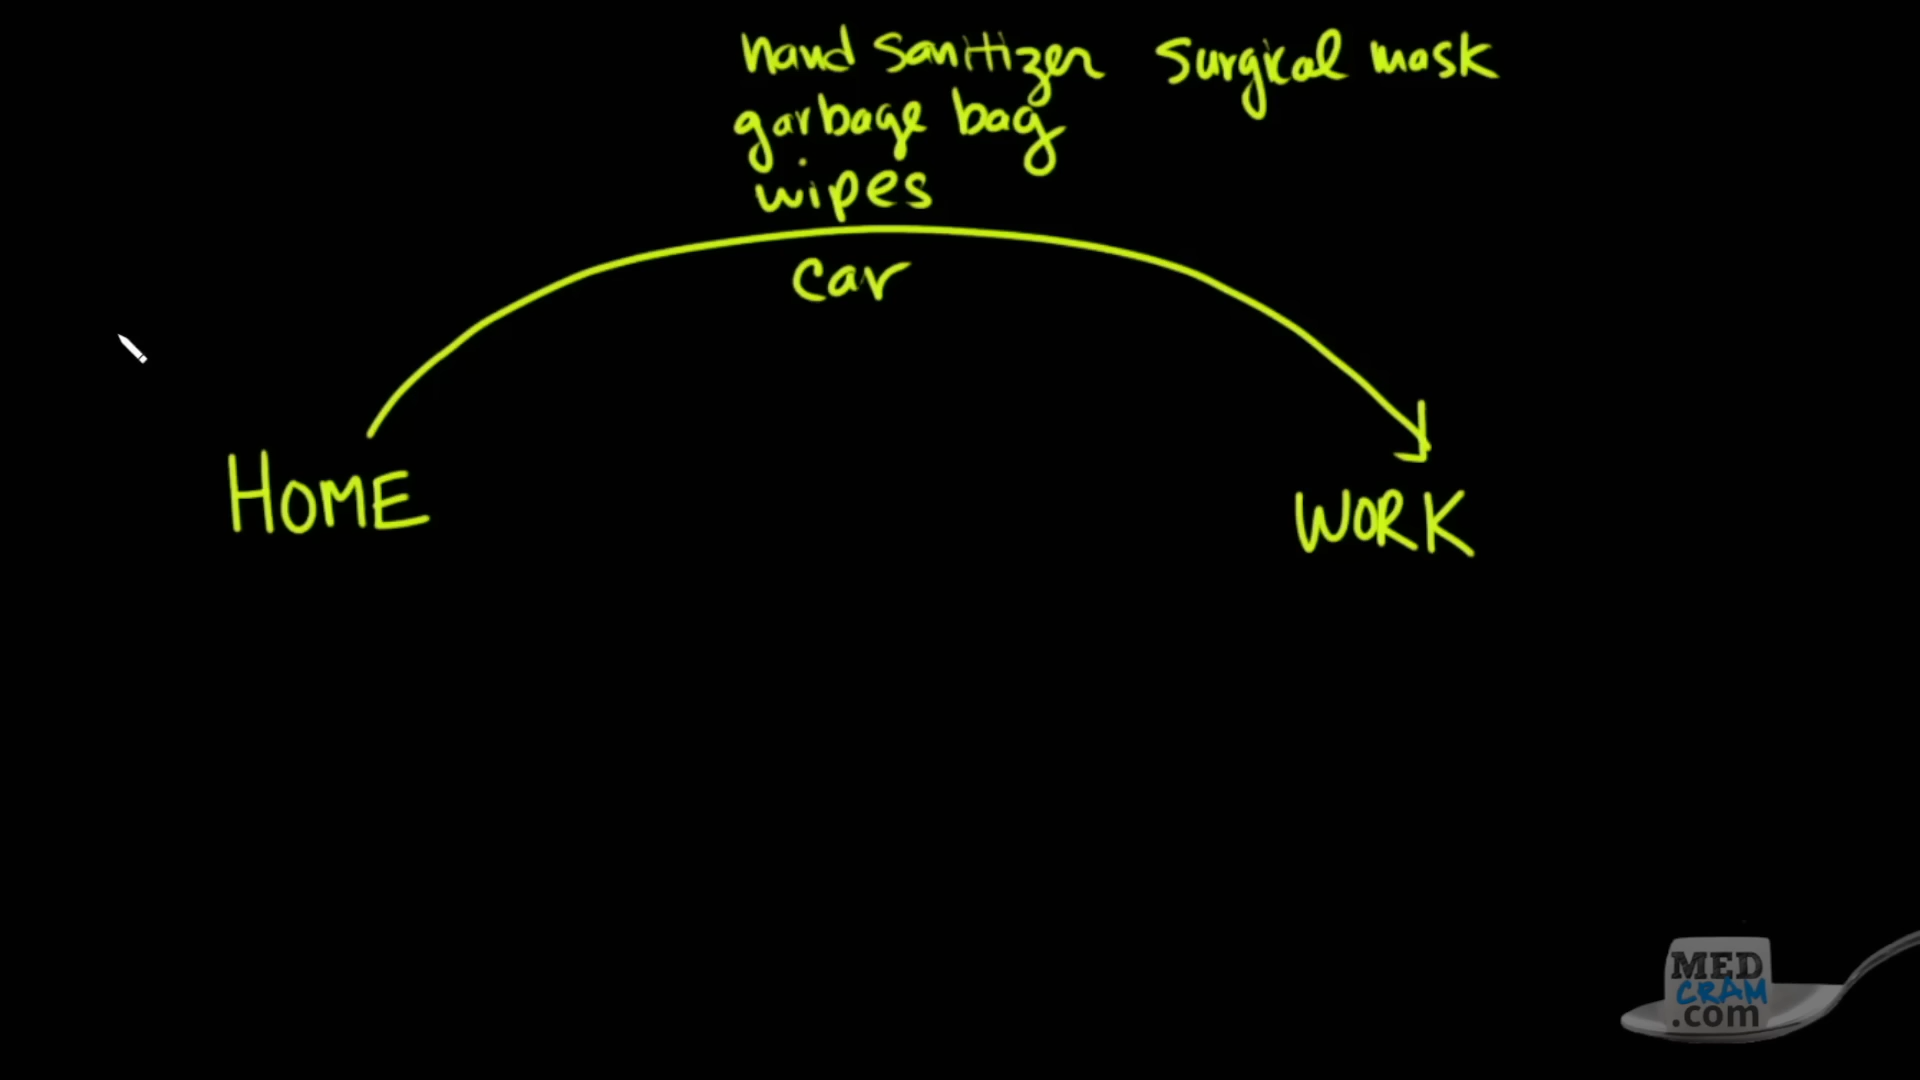 hand sanitizer surgical mask
garbage bag
wipes
car
HOME
WORK
MED
CRAM
.com